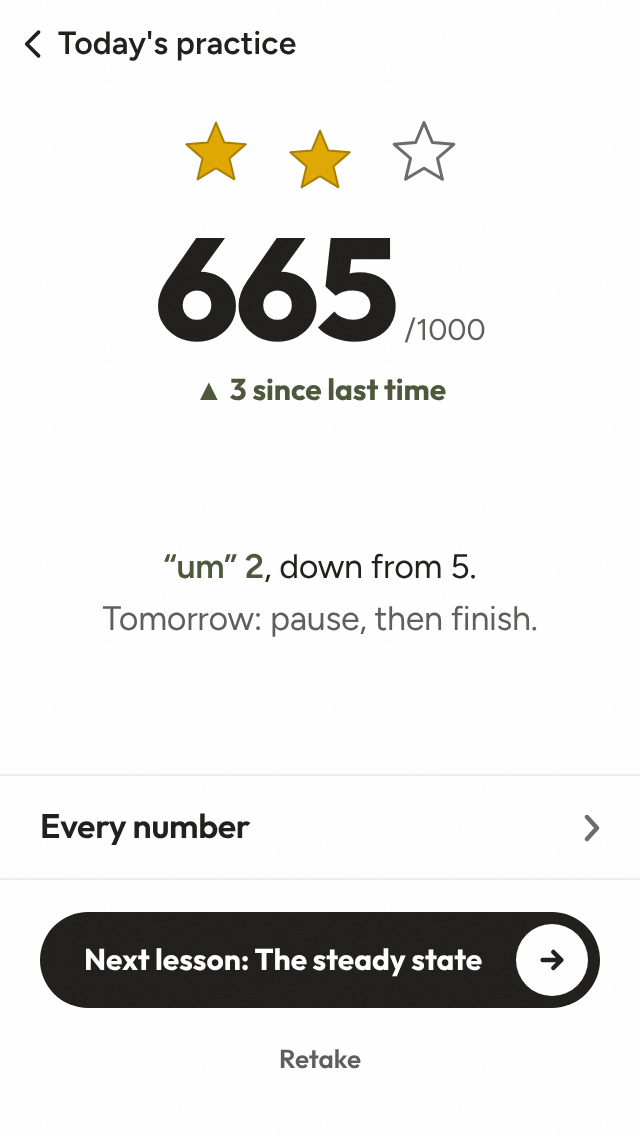 Today's practice
665/1000
▲ 3 since last time
“um” 2, down from 5.
Tomorrow: pause, then finish.
Every number
Next lesson: The steady state
Retake